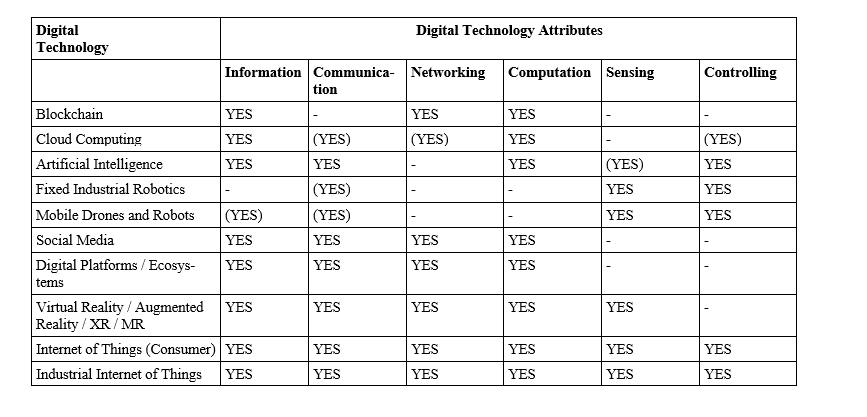 Digital Technology | Digital Technology Attributes
Information | Communica-tion | Networking | Computation | Sensing | Controlling
Blockchain | YES | - | YES | YES | - | -
Cloud Computing | YES | (YES) | (YES) | YES | - | (YES)
Artificial Intelligence | YES | YES | - | YES | (YES) | YES
Fixed Industrial Robotics | - | (YES) | - | - | YES | YES
Mobile Drones and Robots | (YES) | (YES) | - | - | YES | YES
Social Media | YES | YES | YES | YES | - | -
Digital Platforms / Ecosys-tems | YES | YES | YES | YES | - | -
Virtual Reality / Augmented Reality / XR / MR | YES | YES | YES | YES | YES | -
Internet of Things (Consumer) | YES | YES | YES | YES | YES | YES
Industrial Internet of Things | YES | YES | YES | YES | YES | YES